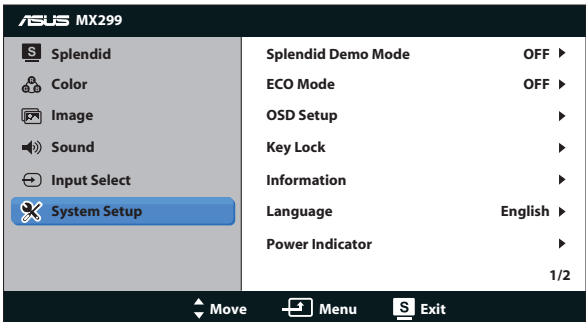 ASUS MX299
S Splendid
Color
Image
Sound
Input Select
System Setup
Splendid Demo Mode OFF
ECO Mode OFF
OSD Setup
Key Lock
Information
Language English
Power Indicator
1/2
Move Menu S Exit